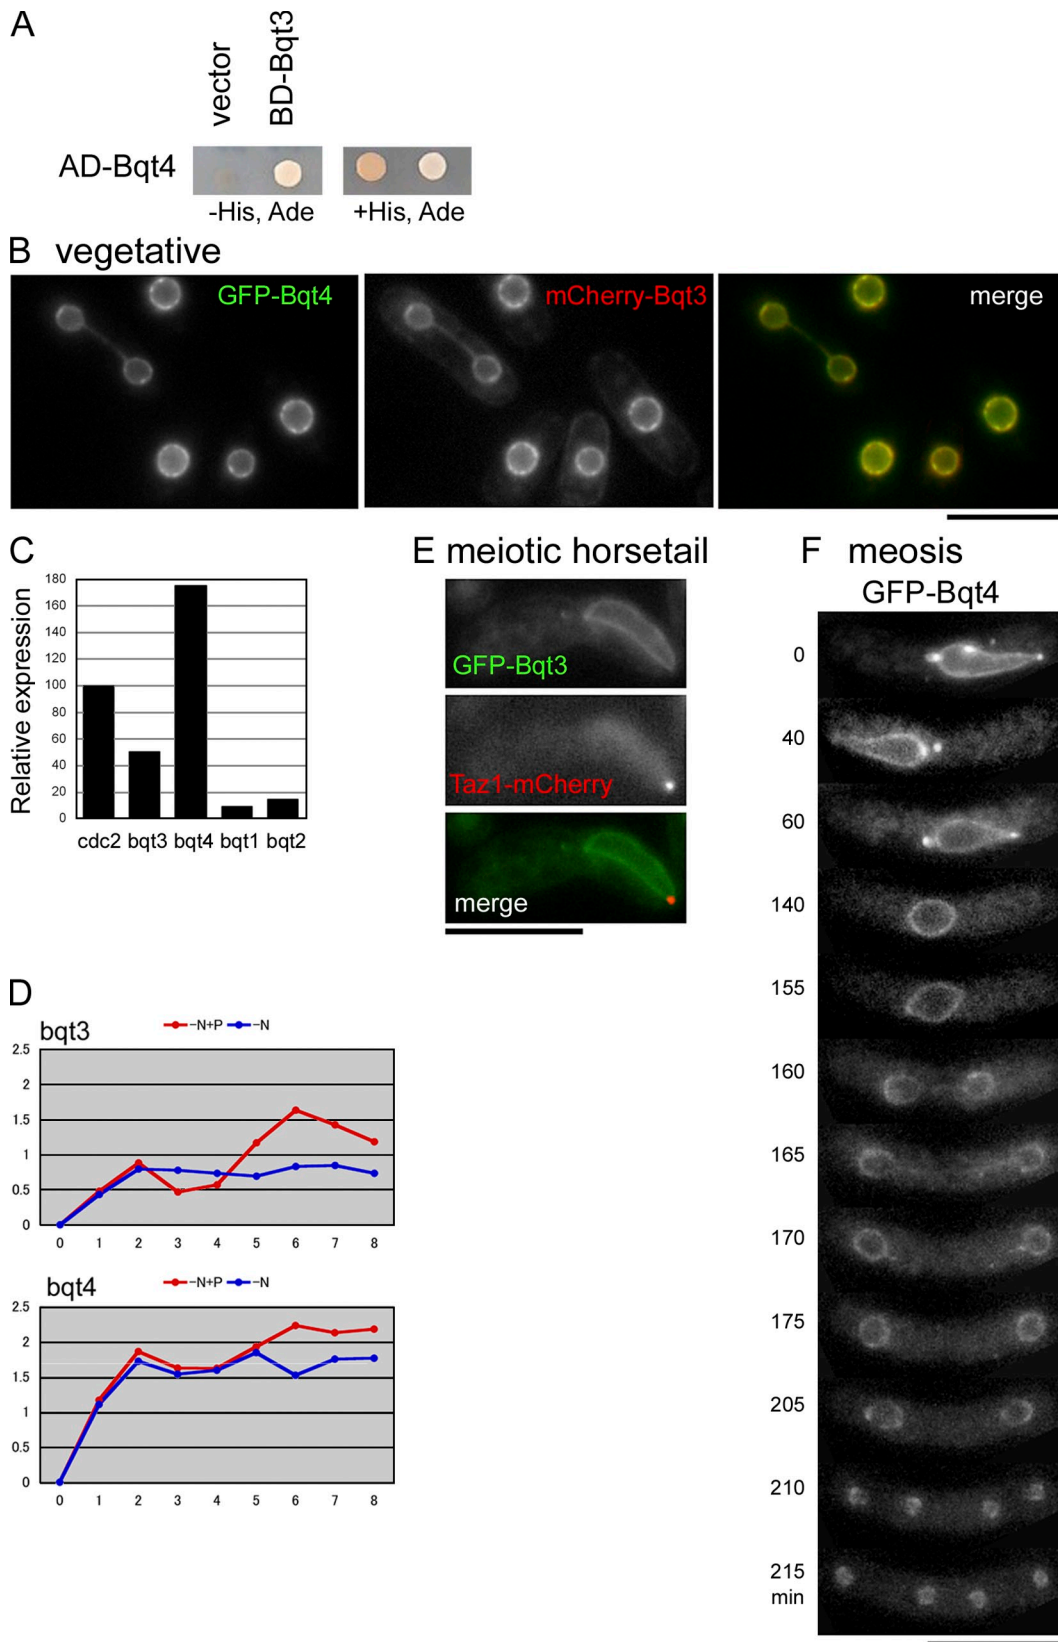 A
vector
BD-Bqt3
AD-Bqt4
-His, Ade
+His, Ade
B vegetative
GFP-Bqt4
mCherry-Bqt3
merge
C
Relative expression
180
160
140
120
100
80
60
40
20
0
cdc2 bqt3 bqt4 bqt1 bqt2
D
bqt3
-N+P -N
2.5
2
1.5
1
0.5
0
0 1 2 3 4 5 6 7 8
bqt4
-N+P -N
2.5
2
1.5
1
0.5
0
0 1 2 3 4 5 6 7 8
E meiotic horsetail
GFP-Bqt3
Taz1-mCherry
merge
F meosis
GFP-Bqt4
0
40
60
140
155
160
165
170
175
205
210
215
min